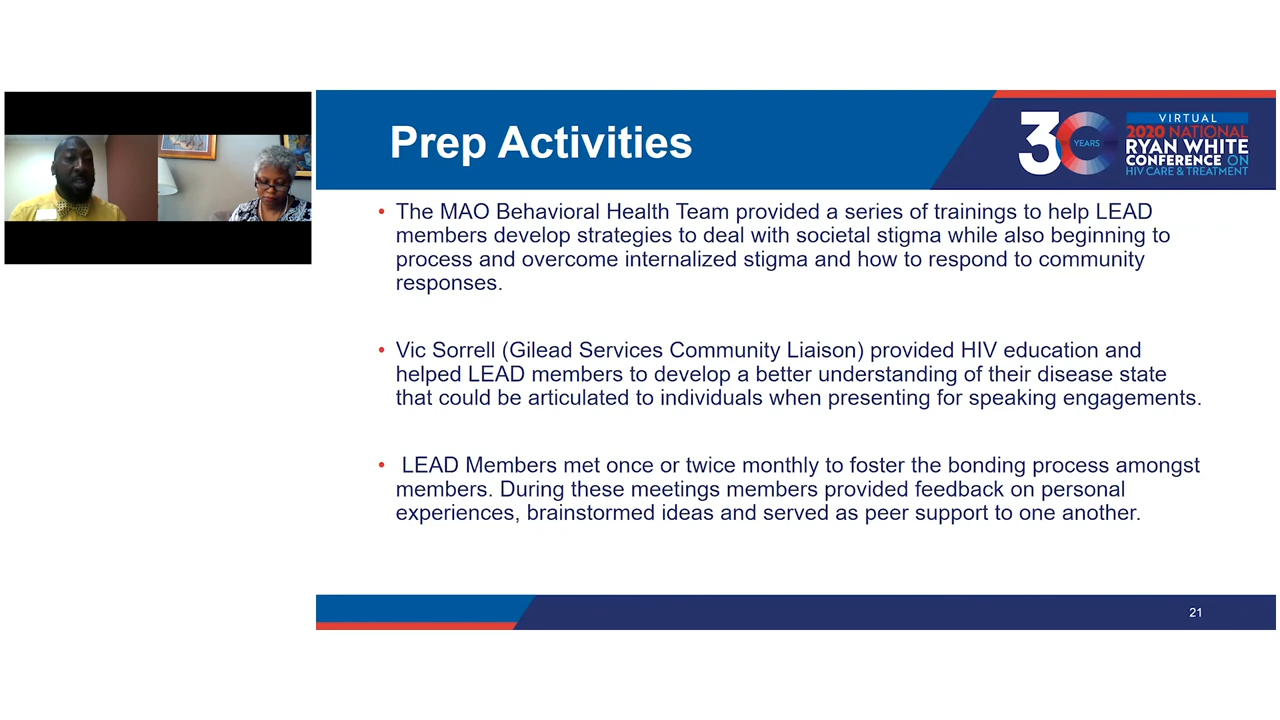 Prep Activities
30
YEARS
VIRTUAL
2020 NATIONAL
RYAN WHITE
CONFERENCE ON
HIV CARE & TREATMENT
• The MAO Behavioral Health Team provided a series of trainings to help LEAD
members develop strategies to deal with societal stigma while also beginning to
process and overcome internalized stigma and how to respond to community
responses.
• Vic Sorrell (Gilead Services Community Liaison) provided HIV education and
helped LEAD members to develop a better understanding of their disease state
that could be articulated to individuals when presenting for speaking engagements.
• LEAD Members met once or twice monthly to foster the bonding process amongst
members. During these meetings members provided feedback on personal
experiences, brainstormed ideas and served as peer support to one another.
21